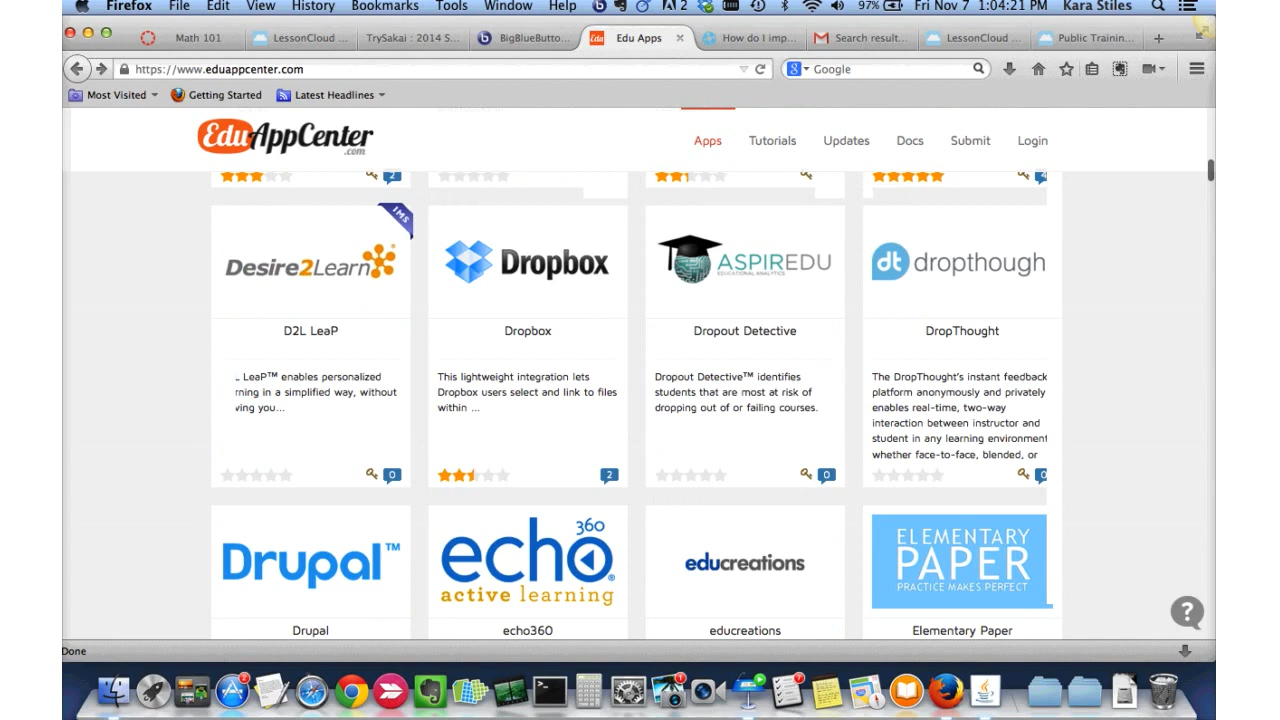 Firefox File Edit View History Bookmarks Tools Window Help 2 97% Fri Nov 7 1:04:21 PM Kara Stiles
Math 101 LessonCloud ... TrySakai : 2014 S... BigBlueButto... Edu Apps How do I imp... Search result... LessonCloud ... Public Trainin...
https://www.eduappcenter.com Google
Most Visited Getting Started Latest Headlines
EduAppCenter .com Apps Tutorials Updates Docs Submit Login
2
IMS
Desire2Learn Dropbox ASPIREDU dt dropthough
EDUCATIONAL ANALYTICS
D2L LeaP Dropbox Dropout Detective DropThought
LeaP™ enables personalized
rning in a simplified way, without
ving you...
This lightweight integration lets
Dropbox users select and link to files
within ...
Dropout Detective™ identifies
students that are most at risk of
dropping out of or failing courses.
The DropThought's instant feedback
platform anonymously and privately
enables real-time, two-way
interaction between instructor and
student in any learning environment
whether face-to-face, blended, or
0 2 0 0
Drupal™ echo 360 educreations ELEMENTARY
active learning PAPER
PRACTICE MAKES PERFECT
Drupal echo360 educreations Elementary Paper
?
Done